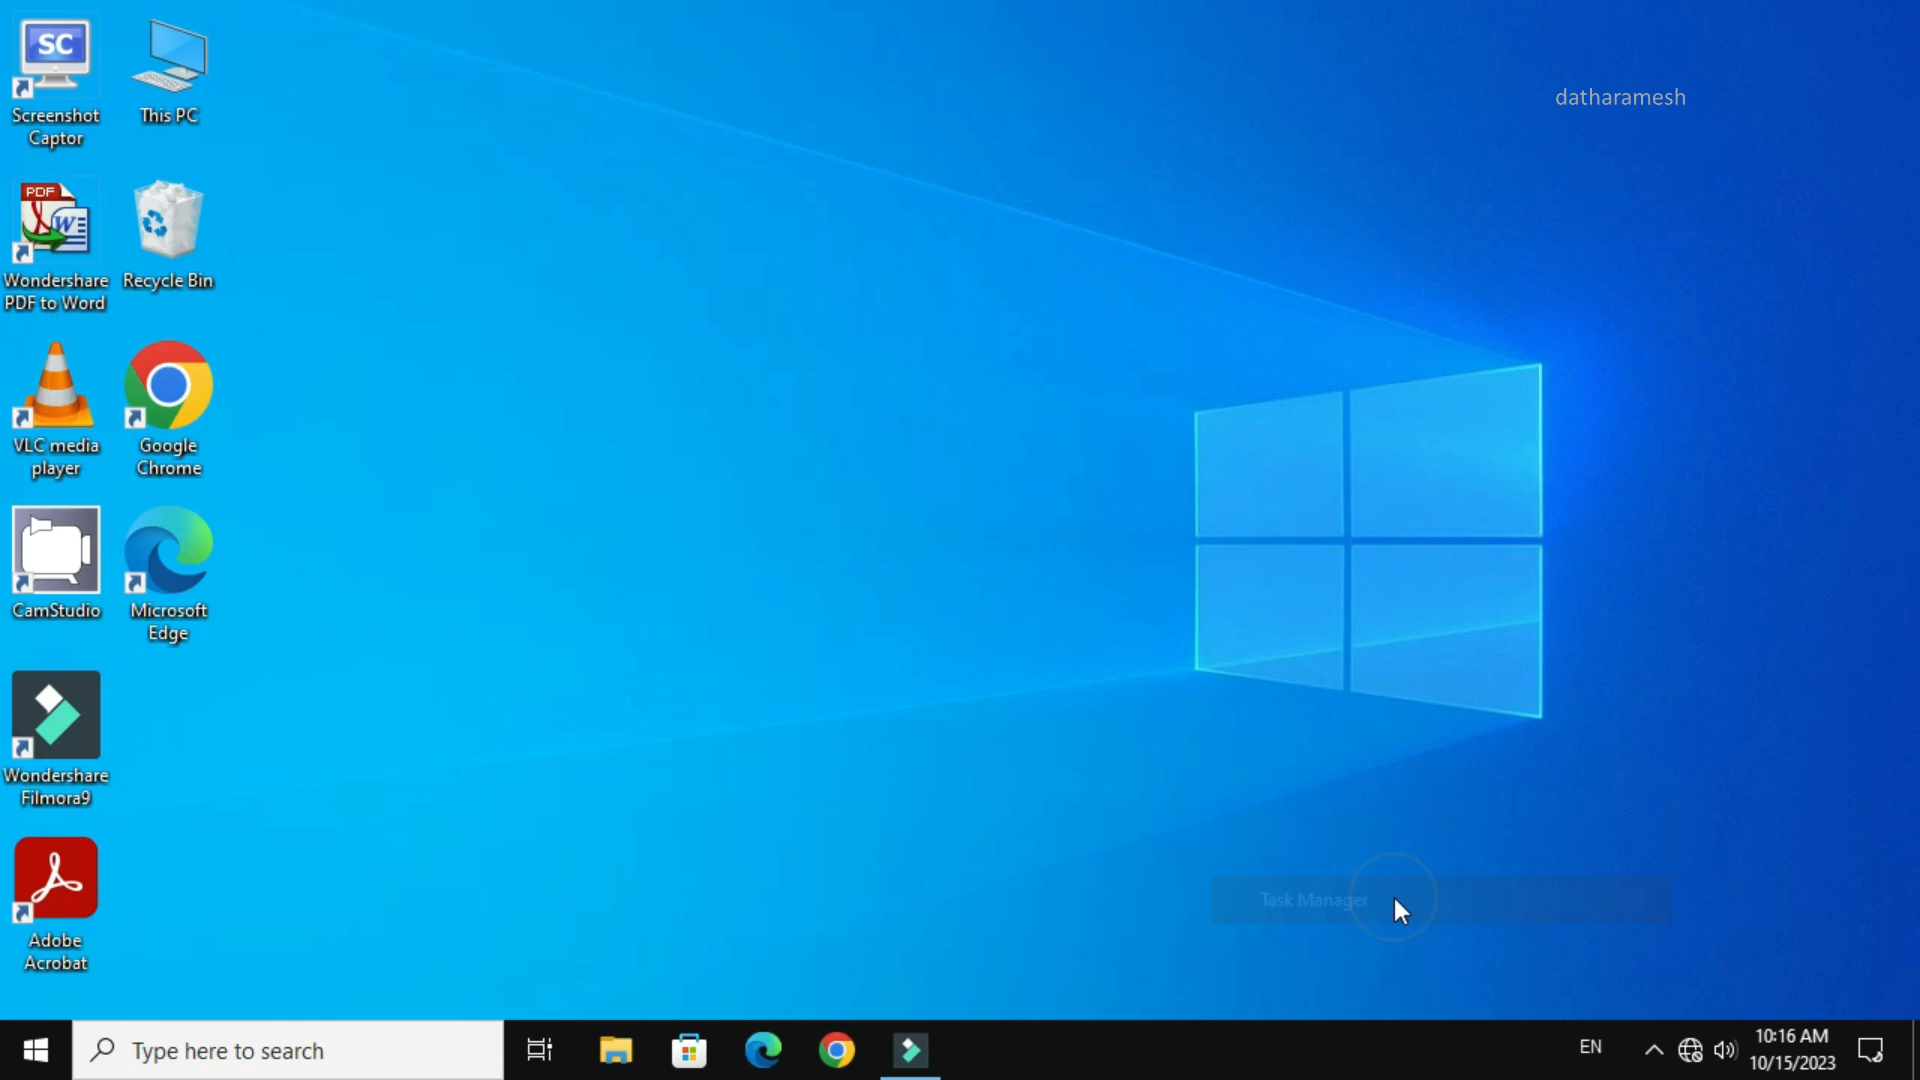 SC
Screenshot
Captor
This PC
datharamesh
PDF
W
Wondershare
PDF to Word
Recycle Bin
VLC media
player
Google
Chrome
CamStudio
Microsoft
Edge
Wondershare
Filmora9
Task Manager
Adobe
Acrobat
Type here to search
EN
10:16 AM
10/15/2023